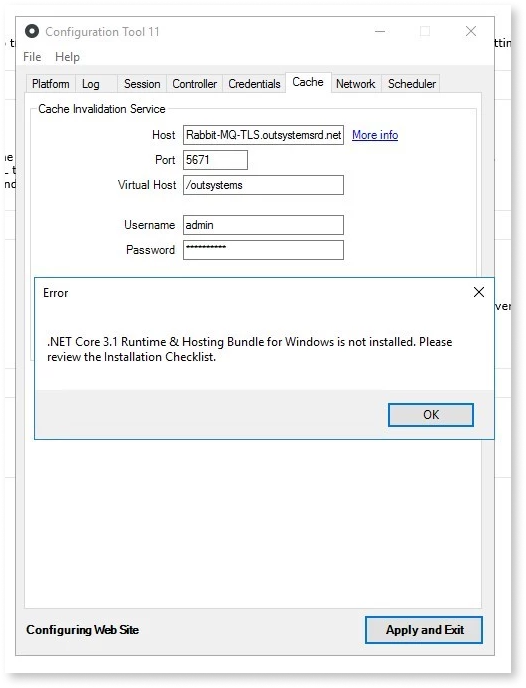 Configuration Tool 11
File Help
Platform Log Session Controller Credentials Cache Network Scheduler
Cache Invalidation Service
Host Rabbit-MQ-TLS.outsystemsrd.net More info
Port 5671
Virtual Host /outsystems
Username admin
Password **********
Error
.NET Core 3.1 Runtime & Hosting Bundle for Windows is not installed. Please
review the Installation Checklist.
OK
Configuring Web Site
Apply and Exit